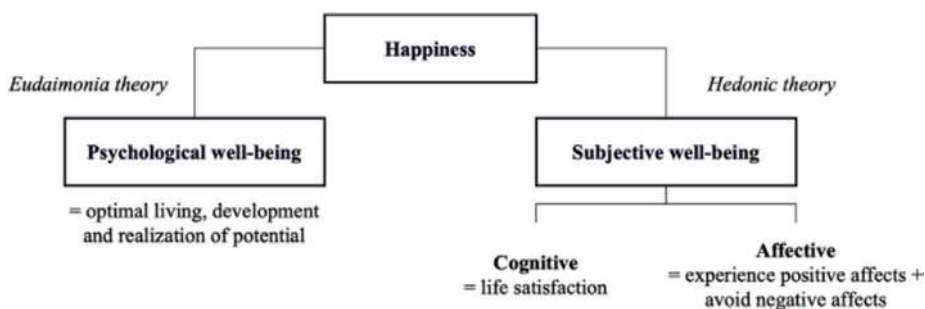 Happiness
Eudaimonia theory
Hedonic theory
Psychological well-being
Subjective well-being
= optimal living, development
and realization of potential
Cognitive
= life satisfaction
Affective
= experience positive affects +
avoid negative affects